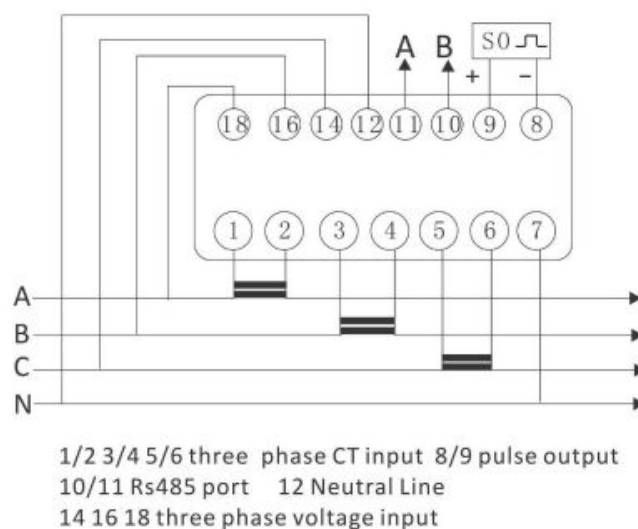 A B S0
+ −
18 16 14 12 11 10 9 8
1 2 3 4 5 6 7
A
B
C
N
1/2 3/4 5/6 three phase CT input 8/9 pulse output
10/11 Rs485 port 12 Neutral Line
14 16 18 three phase voltage input